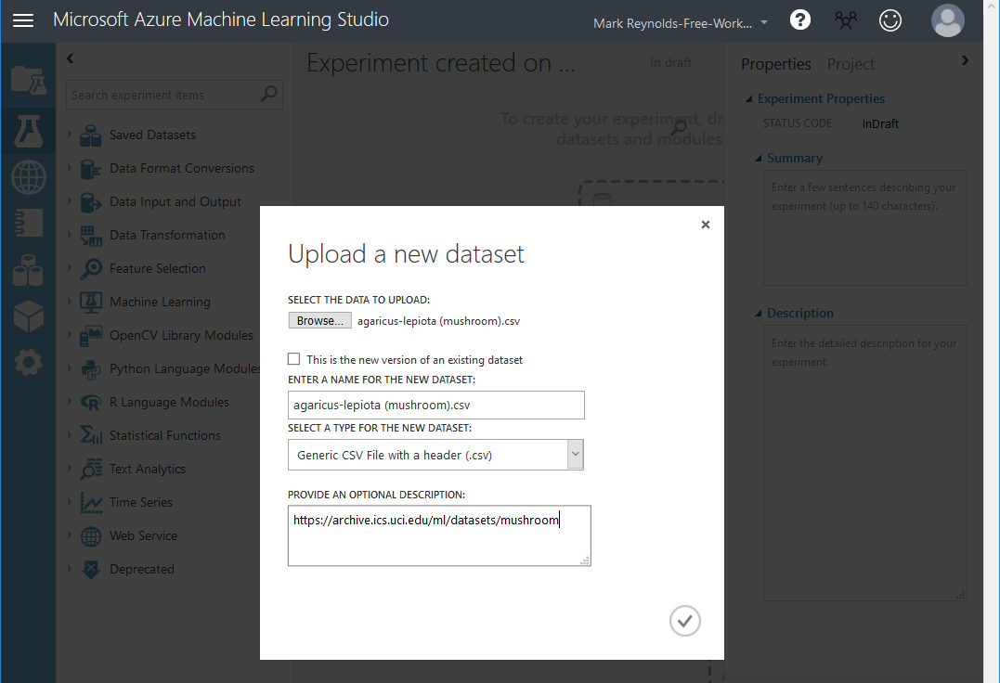 Microsoft Azure Machine Learning Studio
Mark Reynolds-Free-Work...
Search experiment items
Saved Datasets
Data Format Conversions
Data Input and Output
Data Transformation
Feature Selection
Machine Learning
OpenCV Library Modules
Python Language Modules
R Language Modules
Statistical Functions
Text Analytics
Time Series
Web Service
Deprecated
Experiment created on ...
In draft
To create your experiment, dr
datasets and modules
Upload a new dataset
SELECT THE DATA TO UPLOAD:
Browse... agaricus-lepiota (mushroom).csv
This is the new version of an existing dataset
ENTER A NAME FOR THE NEW DATASET:
agaricus-lepiota (mushroom).csv
SELECT A TYPE FOR THE NEW DATASET:
Generic CSV File with a header (.csv)
PROVIDE AN OPTIONAL DESCRIPTION:
https://archive.ics.uci.edu/ml/datasets/mushroom
Properties Project
Experiment Properties
STATUS CODE InDraft
Summary
Enter a few sentences describing your
experiment (up to 140 characters).
Description
Enter the detailed description for your
experiment.